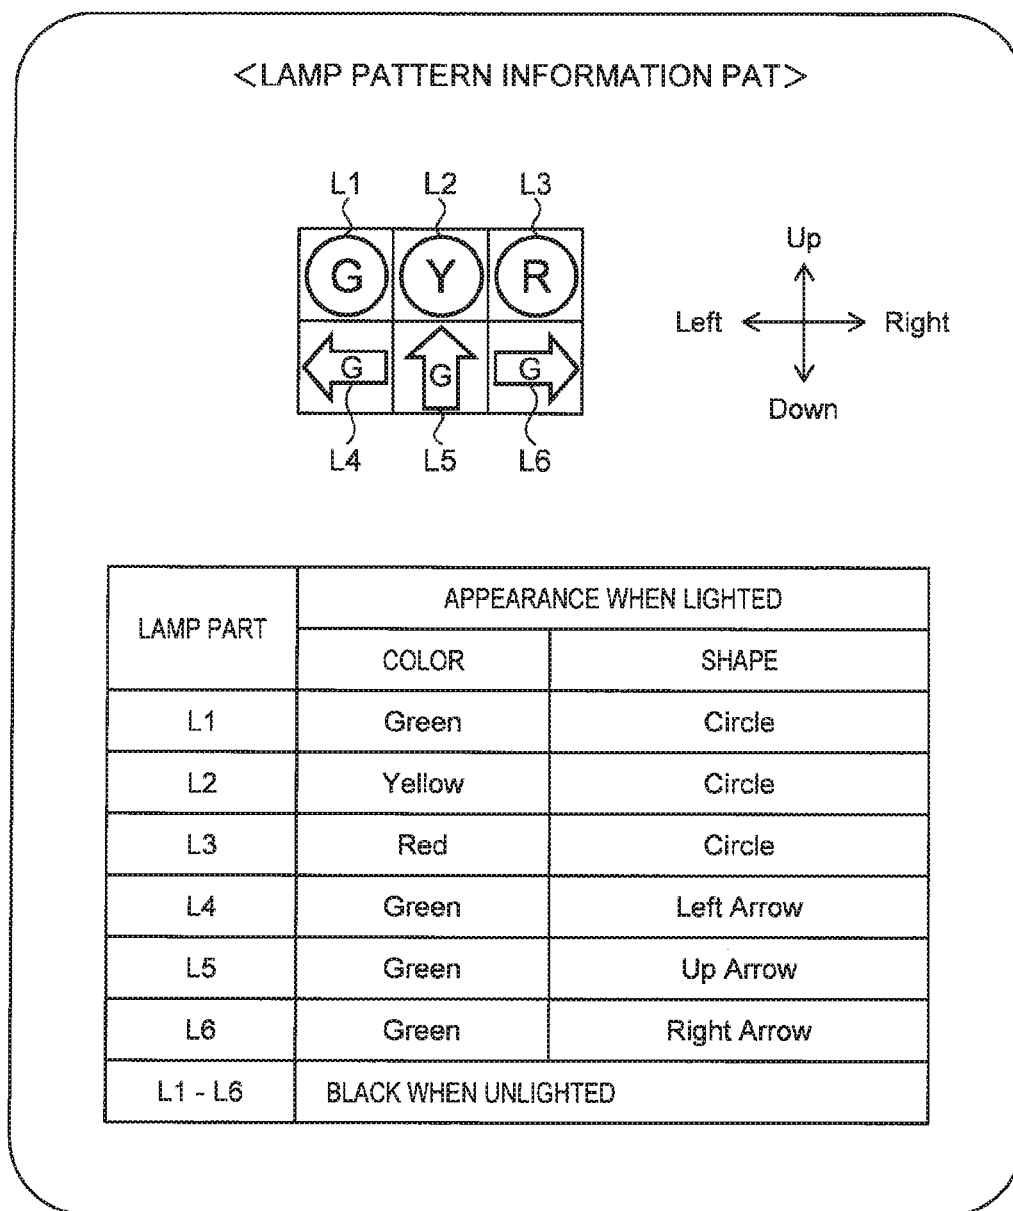 <LAMP PATTERN INFORMATION PAT>
L1 L2 L3
G Y R
G G G
L4 L5 L6
Up
Left Right
Down
LAMP PART
APPEARANCE WHEN LIGHTED
COLOR SHAPE
L1 Green Circle
L2 Yellow Circle
L3 Red Circle
L4 Green Left Arrow
L5 Green Up Arrow
L6 Green Right Arrow
L1 - L6 BLACK WHEN UNLIGHTED